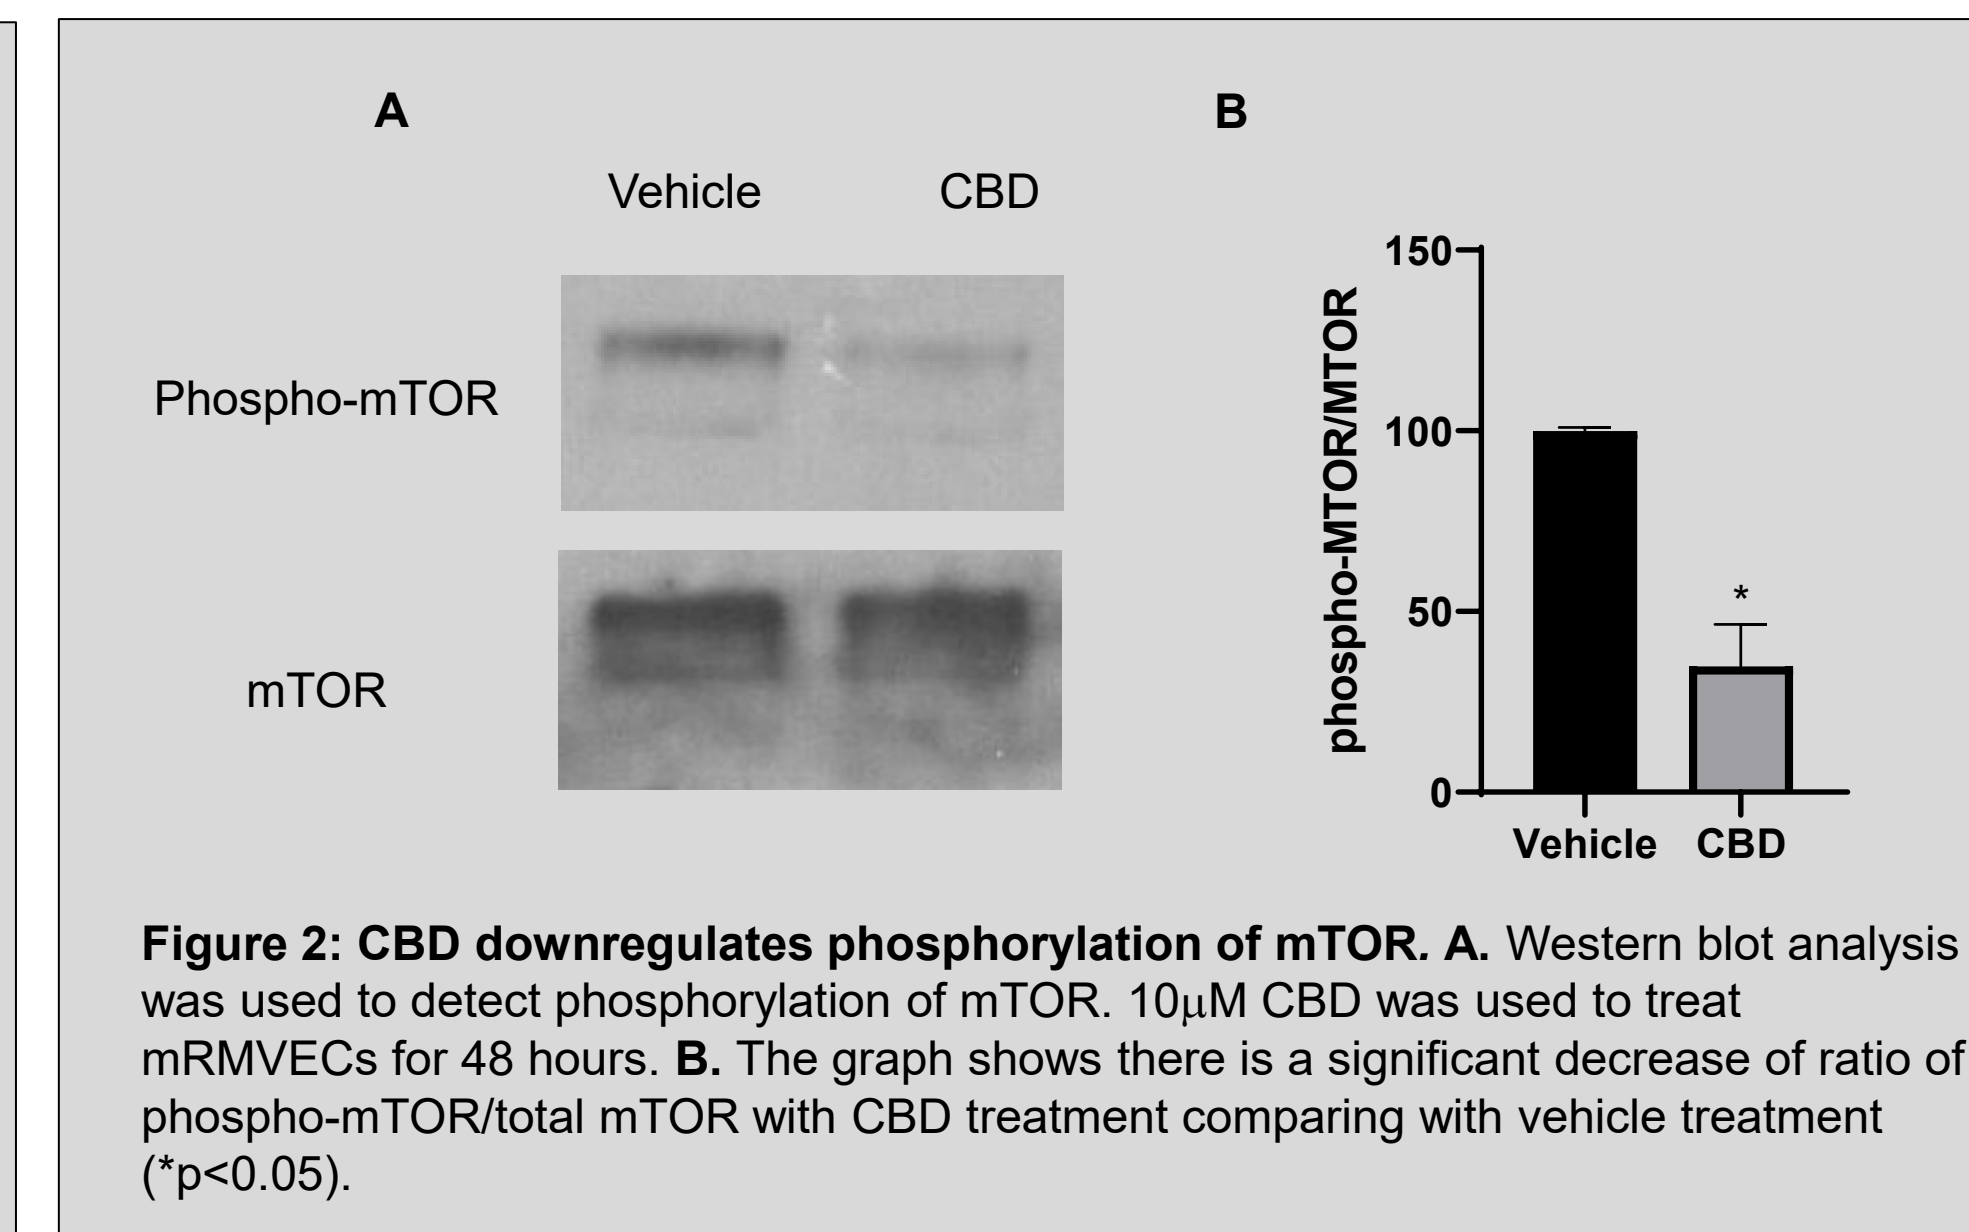 A
B
Vehicle CBD
Phospho-mTOR
mTOR
phospho-MTOR/MTOR
150
100
50
0
*
Vehicle CBD
Figure 2: CBD downregulates phosphorylation of mTOR. A. Western blot analysis
was used to detect phosphorylation of mTOR. 10μM CBD was used to treat
mRMVECs for 48 hours. B. The graph shows there is a significant decrease of ratio of
phospho-mTOR/total mTOR with CBD treatment comparing with vehicle treatment
(*p<0.05).